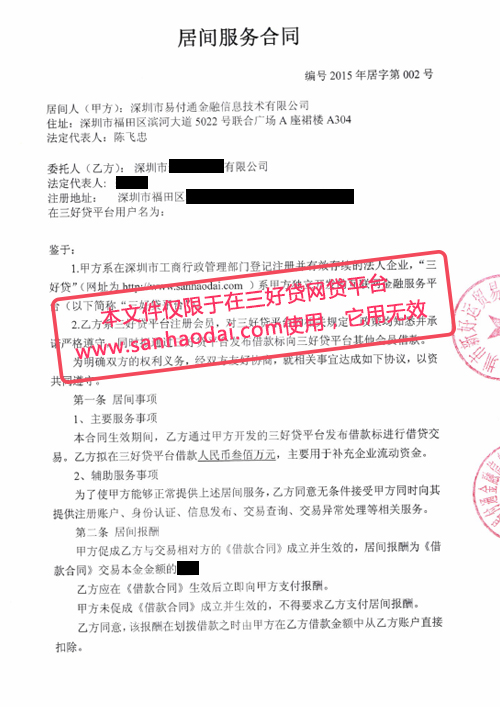 居间服务合同
编号 2015 年居字第 002 号
居间人（甲方）：深圳市易付通金融信息技术有限公司
住址：深圳市福田区滨河大道 5022 号联合广场 A 座裙楼 A304
法定代表人：陈飞忠
委托人（乙方）：深圳市 有限公司
法定代表人：
注册地址： 深圳市福田区
在三好贷平台用户名为：
鉴于：
1.甲方系在深圳市工商行政管理部门登记注册并有效存续的法人企业，“三
好贷”（网址为 http://www.sanhaodai.com ）系甲方 互联网金融服务平
台（以下简称“三好贷
本文件仅限于在三好贷网贷平台
www.sanhaodai.com使用，它用无效
2.乙方系三好贷平台注册会员，对三好贷平台 规定 均知悉并承
诺严格遵守， 平台发布借款标向三好贷平台其他会员借款。
为明确双方的权利义务，经双方友好协商，就相关事宜达成如下协议，以资
共同遵守。
第一条 居间事项
1、主要服务事项
本合同生效期间，乙方通过甲方开发的三好贷平台发布借款标进行借贷交
易。乙方拟在三好贷平台借款人民币叁佰万元，主要用于补充企业流动资金。
2、辅助服务事项
为了使甲方能够正常提供上述居间服务，乙方同意无条件接受甲方同时向其
提供注册账户、身份认证、信息发布、交易查询、交易异常处理等相关服务。
第二条 居间报酬
甲方促成乙方与交易相对方的《借款合同》成立并生效的，居间报酬为《借
款合同》交易本金金额的
乙方应在《借款合同》生效后立即向甲方支付报酬。
甲方未促成《借款合同》成立并生效的，不得要求乙方支付居间报酬。
乙方同意，该报酬在划拨借款之时由甲方在乙方借款金额中从乙方账户直接
扣除。